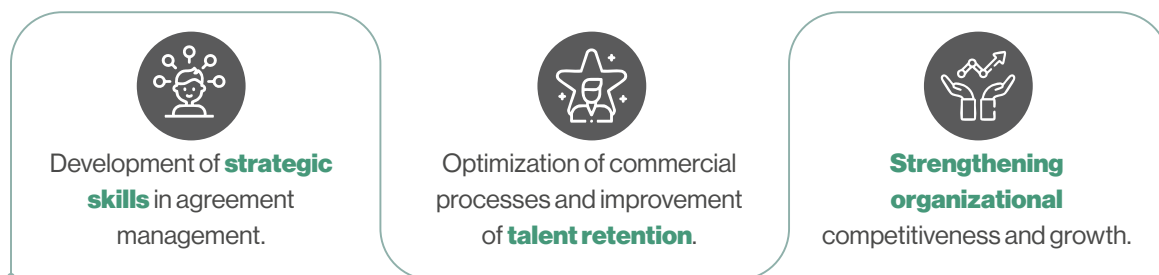 Development of strategic
skills in agreement
management.
Optimization of commercial
processes and improvement
of talent retention.
Strengthening
organizational
competitiveness and growth.